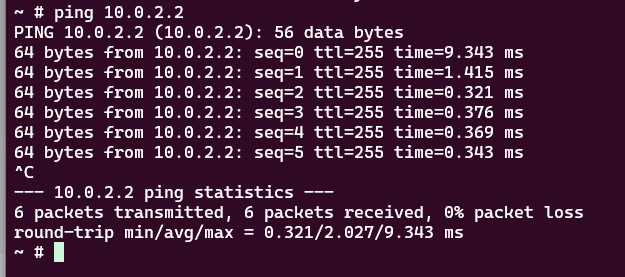 ~ # ping 10.0.2.2
PING 10.0.2.2 (10.0.2.2): 56 data bytes
64 bytes from 10.0.2.2: seq=0 ttl=255 time=9.343 ms
64 bytes from 10.0.2.2: seq=1 ttl=255 time=1.415 ms
64 bytes from 10.0.2.2: seq=2 ttl=255 time=0.321 ms
64 bytes from 10.0.2.2: seq=3 ttl=255 time=0.376 ms
64 bytes from 10.0.2.2: seq=4 ttl=255 time=0.369 ms
64 bytes from 10.0.2.2: seq=5 ttl=255 time=0.343 ms
^C
--- 10.0.2.2 ping statistics ---
6 packets transmitted, 6 packets received, 0% packet loss
round-trip min/avg/max = 0.321/2.027/9.343 ms
~ #